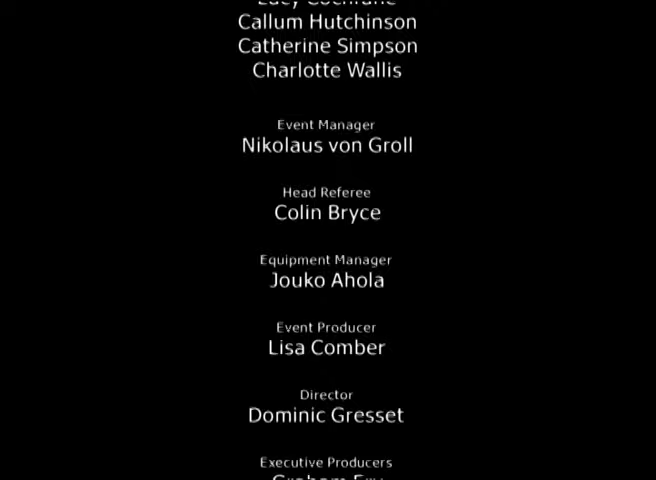 Callum Hutchinson
Catherine Simpson
Charlotte Wallis
Event Manager
Nikolaus von Groll
Head Referee
Colin Bryce
Equipment Manager
Jouko Ahola
Event Producer
Lisa Comber
Director
Dominic Gresset
Executive Producers